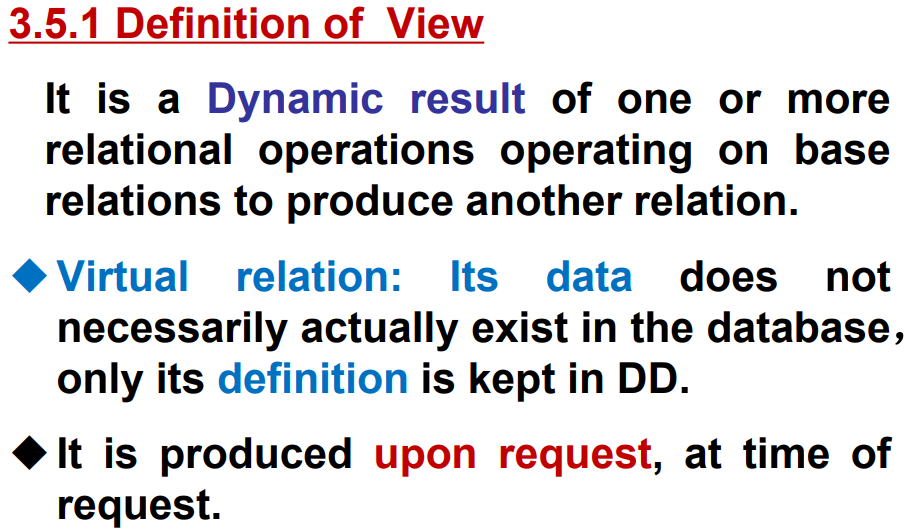 3.5.1 Definition of View
It is a Dynamic result of one or more
relational operations operating on base
relations to produce another relation.
◆Virtual relation: Its data does not
necessarily actually exist in the database，
only its definition is kept in DD.
◆It is produced upon request, at time of
request.